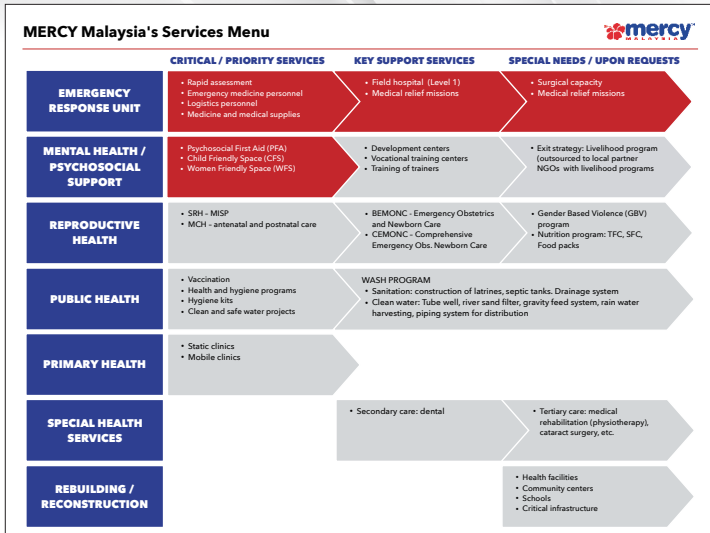 MERCY Malaysia's Services Menu
mercy
MALAYSIA
CRITICAL / PRIORITY SERVICES
KEY SUPPORT SERVICES
SPECIAL NEEDS / UPON REQUESTS
EMERGENCY
RESPONSE UNIT
• Rapid assessment
• Emergency medicine personnel
• Logistics personnel
• Medicine and medical supplies
• Field hospital (Level 1)
• Medical relief missions
• Surgical capacity
• Medical relief missions
MENTAL HEALTH /
PSYCHOSOCIAL
SUPPORT
• Psychosocial First Aid (PFA)
• Child Friendly Space (CFS)
• Women Friendly Space (WFS)
• Development centers
• Vocational training centers
• Training of trainers
• Exit strategy: Livelihood program
(outsourced to local partner
NGOs with livelihood programs
REPRODUCTIVE
HEALTH
• SRH – MISP
• MCH – antenatal and postnatal care
• BEMONC - Emergency Obstetrics
and Newborn Care
• CEMONC – Comprehensive
Emergency Obs. Newborn Care
• Gender Based Violence (GBV)
program
• Nutrition program: TFC, SFC,
Food packs
PUBLIC HEALTH
• Vaccination
• Health and hygiene programs
• Hygiene kits
• Clean and safe water projects
WASH PROGRAM
• Sanitation: construction of latrines, septic tanks. Drainage system
• Clean water: Tube well, river sand filter, gravity feed system, rain water
harvesting, piping system for distribution
PRIMARY HEALTH
• Static clinics
• Mobile clinics
SPECIAL HEALTH
SERVICES
• Secondary care: dental
• Tertiary care: medical
rehabilitation (physiotherapy),
cataract surgery, etc.
REBUILDING /
RECONSTRUCTION
• Health facilities
• Community centers
• Schools
• Critical infrastructure